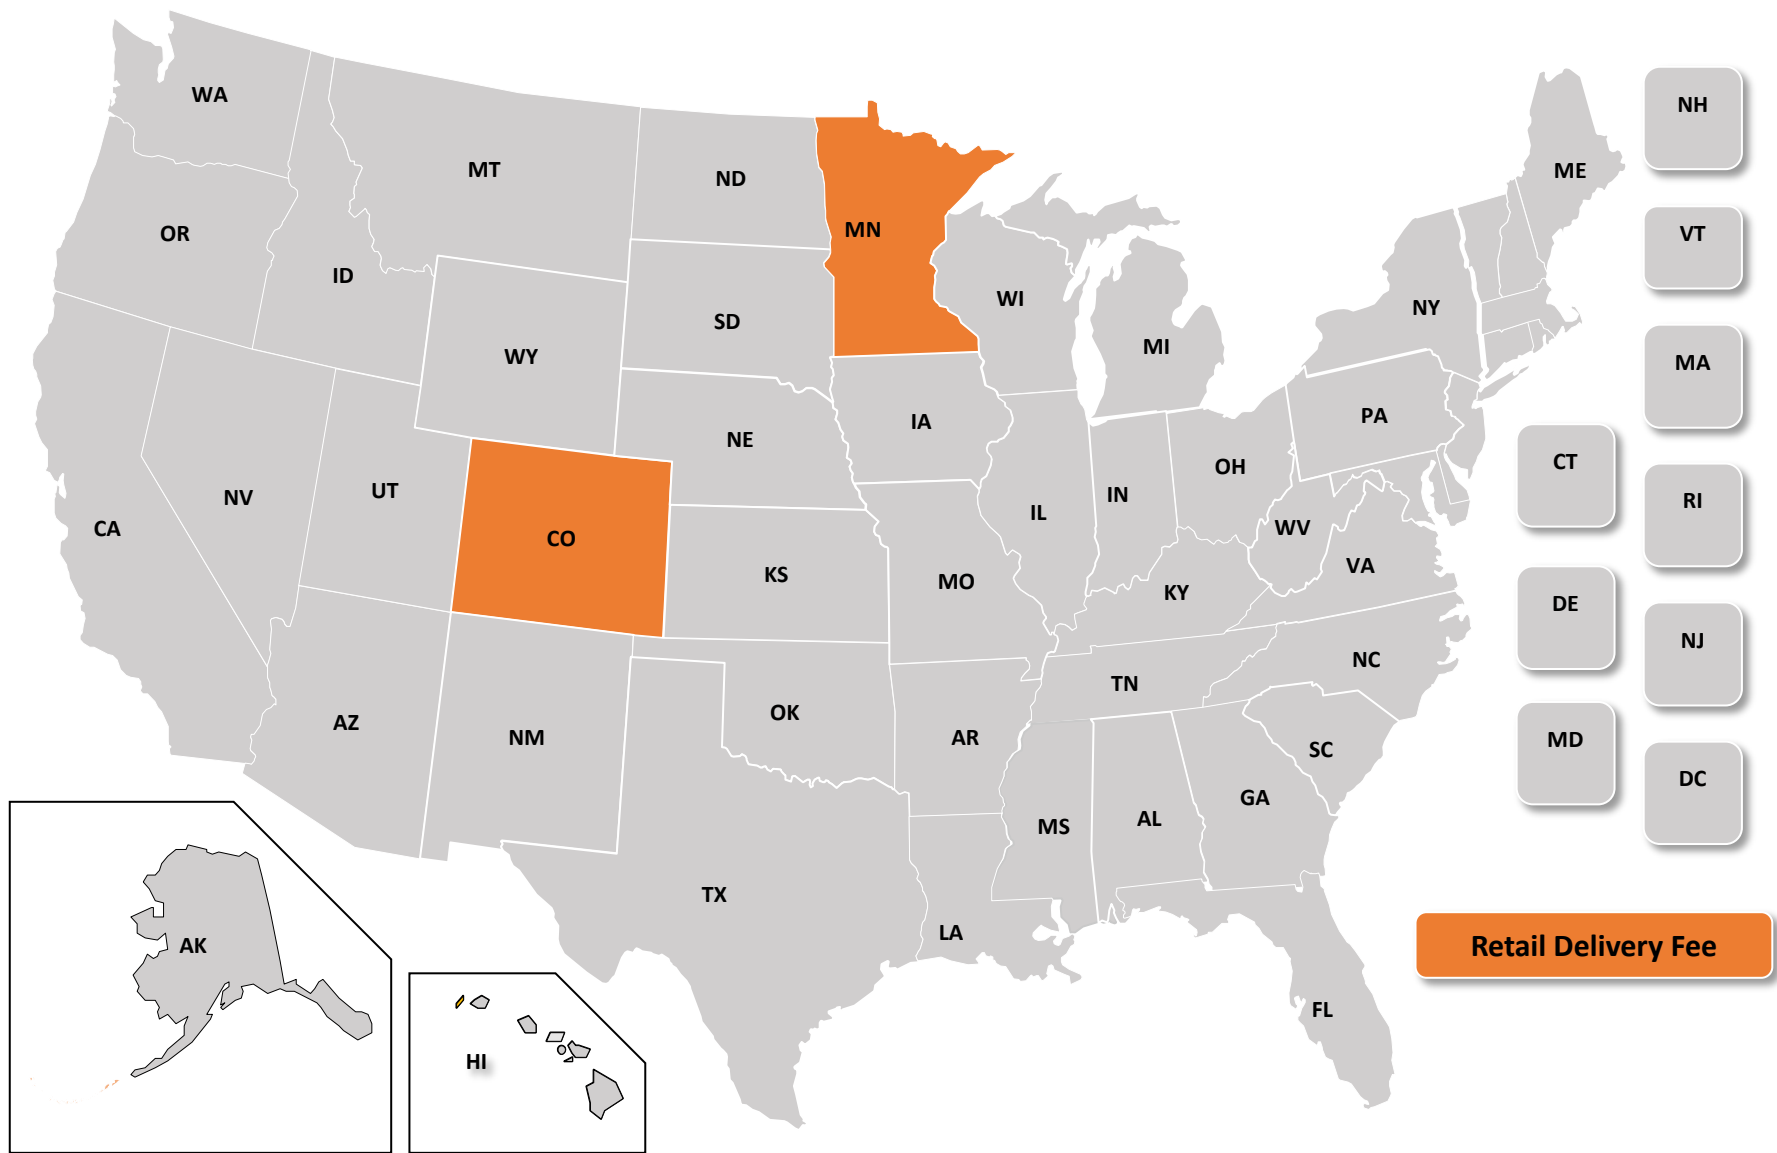 WA
MT
ND
MN
OR
ID
SD
WY
WI
MI
NY
ME
NH
VT
MA
CT
RI
DE
NJ
MD
DC
CA
NV
UT
CO
NE
IA
KS
MO
IL
IN
OH
PA
WV
VA
KY
NC
TN
SC
AZ
NM
OK
AR
TX
LA
MS
AL
GA
FL
AK
HI
Retail Delivery Fee